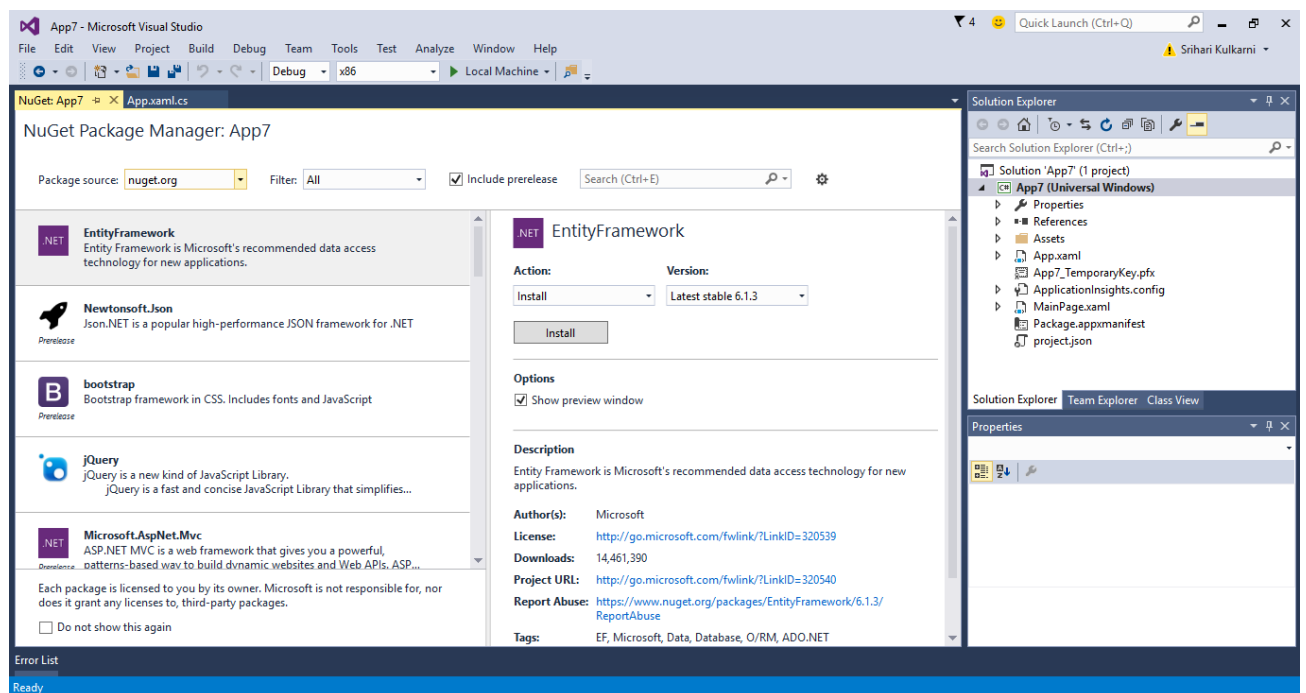 App7 - Microsoft Visual Studio
4
Quick Launch (Ctrl+Q)
File Edit View Project Build Debug Team Tools Test Analyze Window Help
Srihari Kulkarni
Debug x86 Local Machine
NuGet: App7 App.xaml.cs
NuGet Package Manager: App7
Package source: nuget.org Filter: All Include prerelease Search (Ctrl+E)
.NET
EntityFramework
Entity Framework is Microsoft's recommended data access
technology for new applications.
Newtonsoft.Json
Json.NET is a popular high-performance JSON framework for .NET
Prerelease
B
bootstrap
Bootstrap framework in CSS. Includes fonts and JavaScript
Prerelease
jQuery
jQuery is a new kind of JavaScript Library.
jQuery is a fast and concise JavaScript Library that simplifies...
.NET
Microsoft.AspNet.Mvc
ASP.NET MVC is a web framework that gives you a powerful,
Prerelease patterns-based way to build dynamic websites and Web APIs. ASP...
Each package is licensed to you by its owner. Microsoft is not responsible for, nor
does it grant any licenses to, third-party packages.
Do not show this again
.NET EntityFramework
Action: Version:
Install Latest stable 6.1.3
Install
Options
Show preview window
Description
Entity Framework is Microsoft's recommended data access technology for new
applications.
Author(s): Microsoft
License: http://go.microsoft.com/fwlink/?LinkID=320539
Downloads: 14,461,390
Project URL: http://go.microsoft.com/fwlink/?LinkID=320540
Report Abuse: https://www.nuget.org/packages/EntityFramework/6.1.3/
ReportAbuse
Tags: EF, Microsoft, Data, Database, O/RM, ADO.NET
Solution Explorer
Search Solution Explorer (Ctrl+;)
Solution 'App7' (1 project)
C# App7 (Universal Windows)
Properties
References
Assets
App.xaml
App7_TemporaryKey.pfx
ApplicationInsights.config
MainPage.xaml
Package.appxmanifest
project.json
Solution Explorer Team Explorer Class View
Properties
Error List
Ready